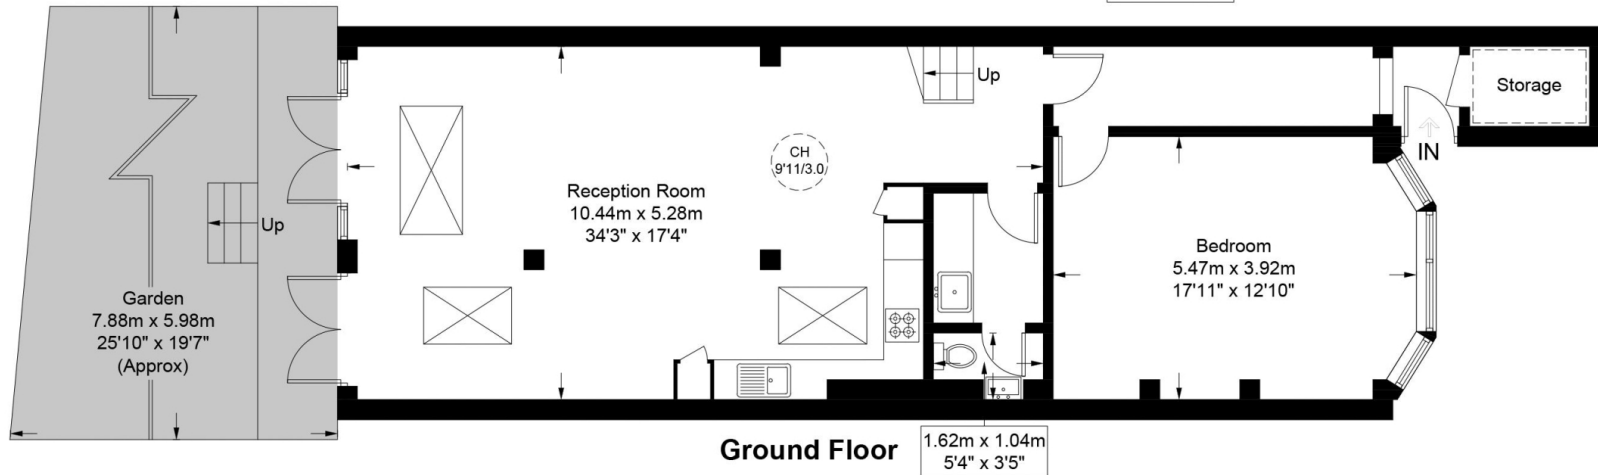 Up
Storage
IN
CH
9'11/3.0
Reception Room
10.44m x 5.28m
34'3" x 17'4"
Up
Bedroom
5.47m x 3.92m
17'11" x 12'10"
Garden
7.88m x 5.98m
25'10" x 19'7"
(Approx)
Ground Floor
1.62m x 1.04m
5'4" x 3'5"